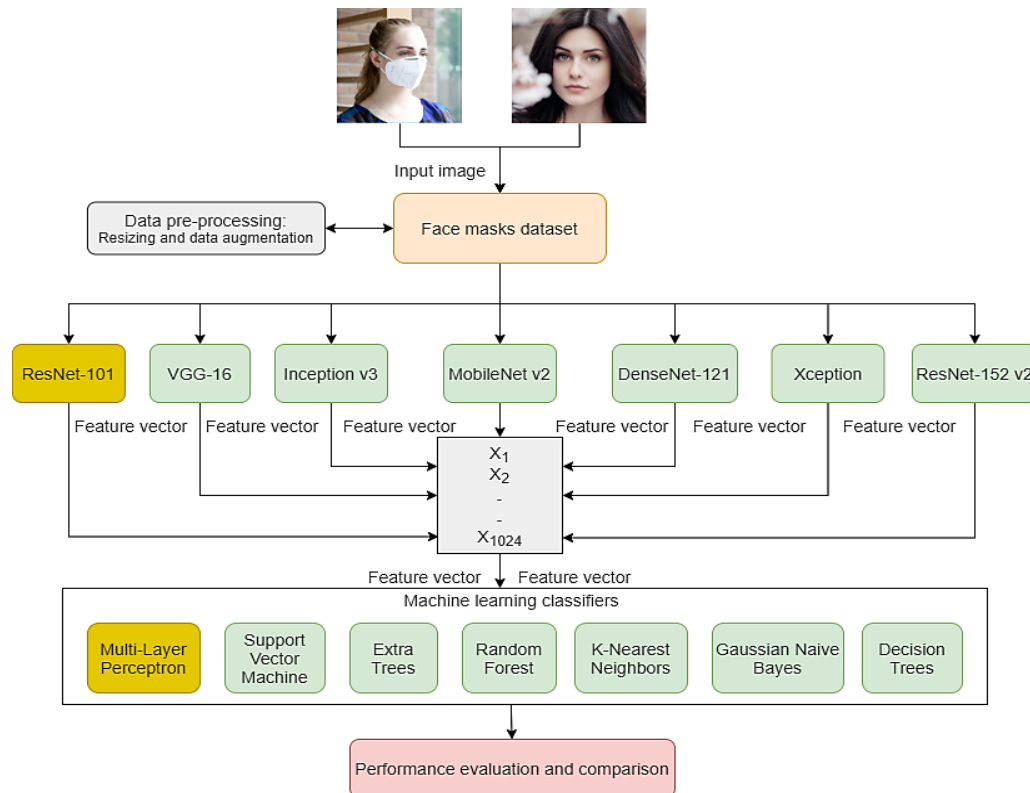 Input image
Data pre-processing:
Resizing and data augmentation
Face masks dataset
ResNet-101
VGG-16
Inception v3
MobileNet v2
DenseNet-121
Xception
ResNet-152 v2
Feature vector
Feature vector
Feature vector
Feature vector
Feature vector
Feature vector
X1
X2
-
-
X1024
Feature vector
Feature vector
Machine learning classifiers
Multi-Layer
Perceptron
Support
Vector
Machine
Extra
Trees
Random
Forest
K-Nearest
Neighbors
Gaussian Naive
Bayes
Decision
Trees
Performance evaluation and comparison